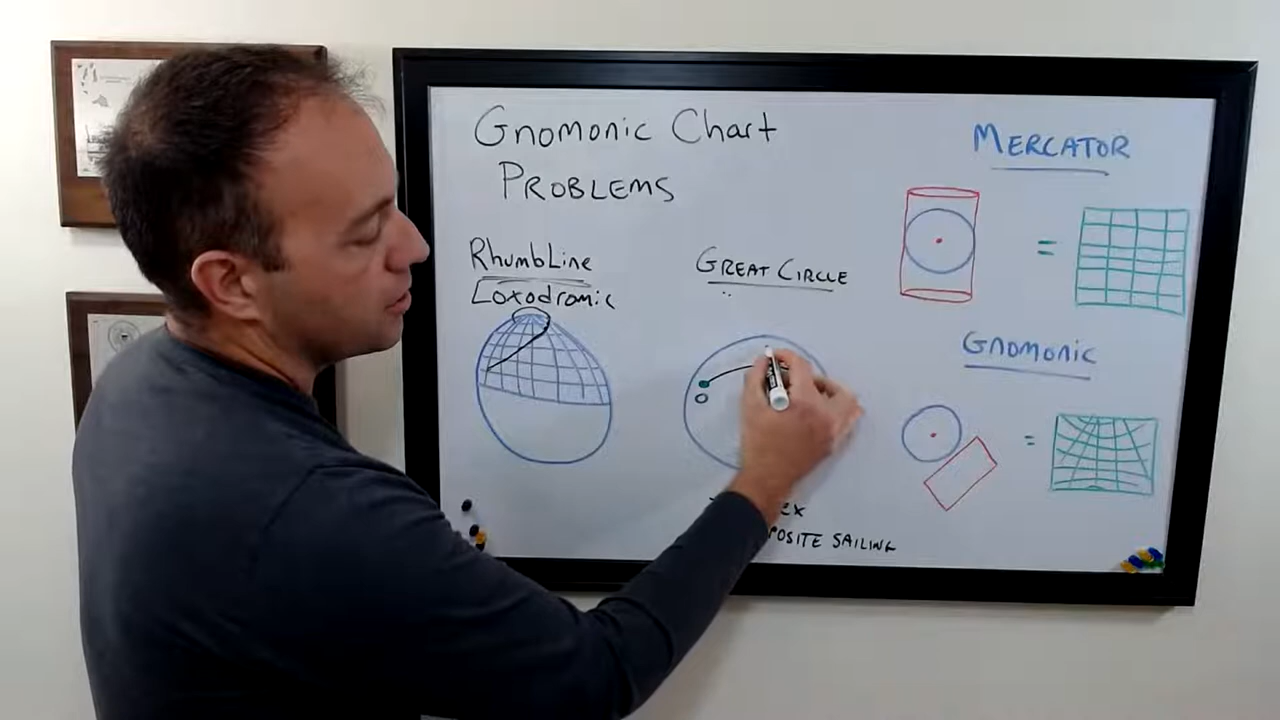 Gnomonic Chart
PROBLEMS
RhumbLine
Loxodromic
GREAT CIRCLE
MERCATOR
=
GNOMONIC
=
SAILING